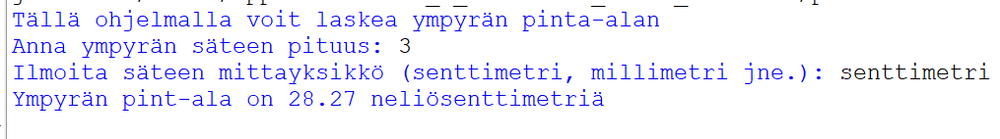 Tällä ohjelmalla voit laskea ympyrän pinta-alan
Anna ympyrän säteen pituus: 3
Ilmoita säteen mittayksikkö (senttimetri, millimetri jne.): senttimetri
Ympyrän pint-ala on 28.27 neliösenttimetriä